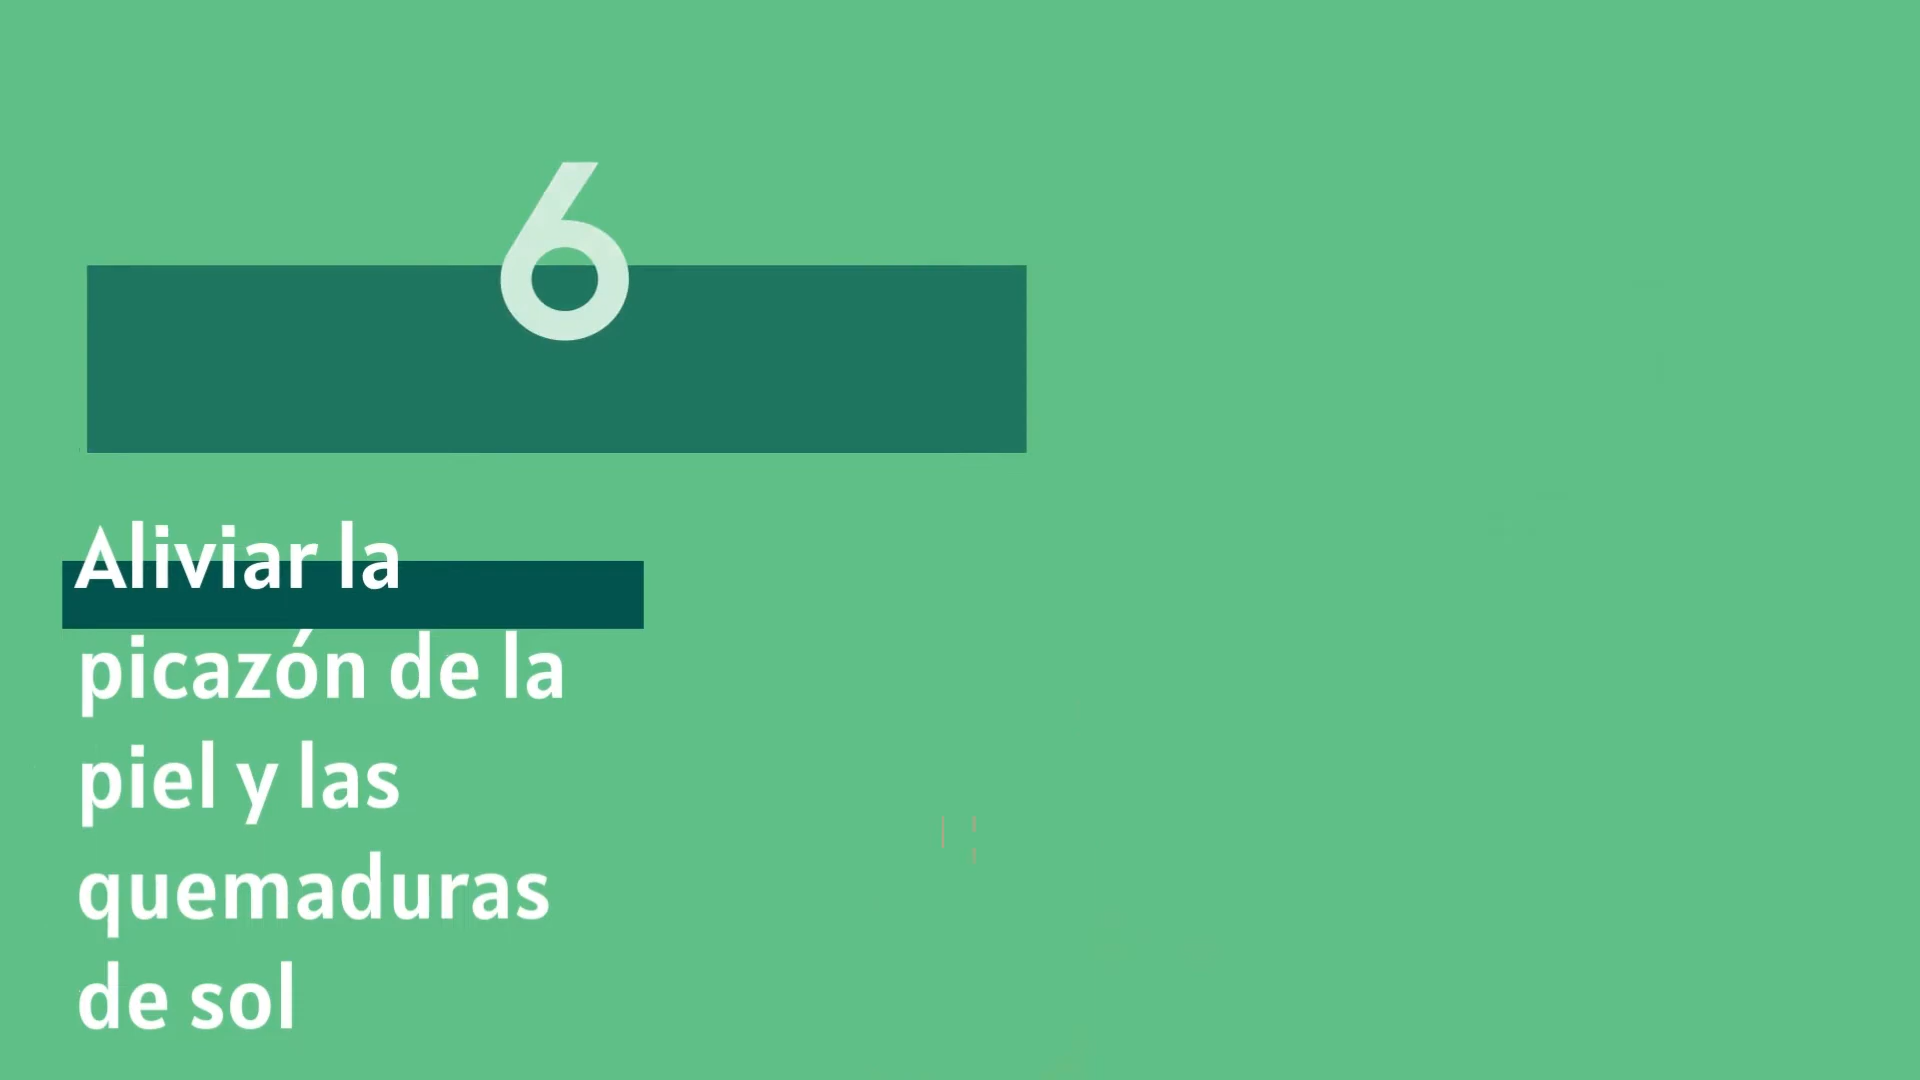 6
Aliviar la
picazón de la
piel y las
quemaduras
de sol